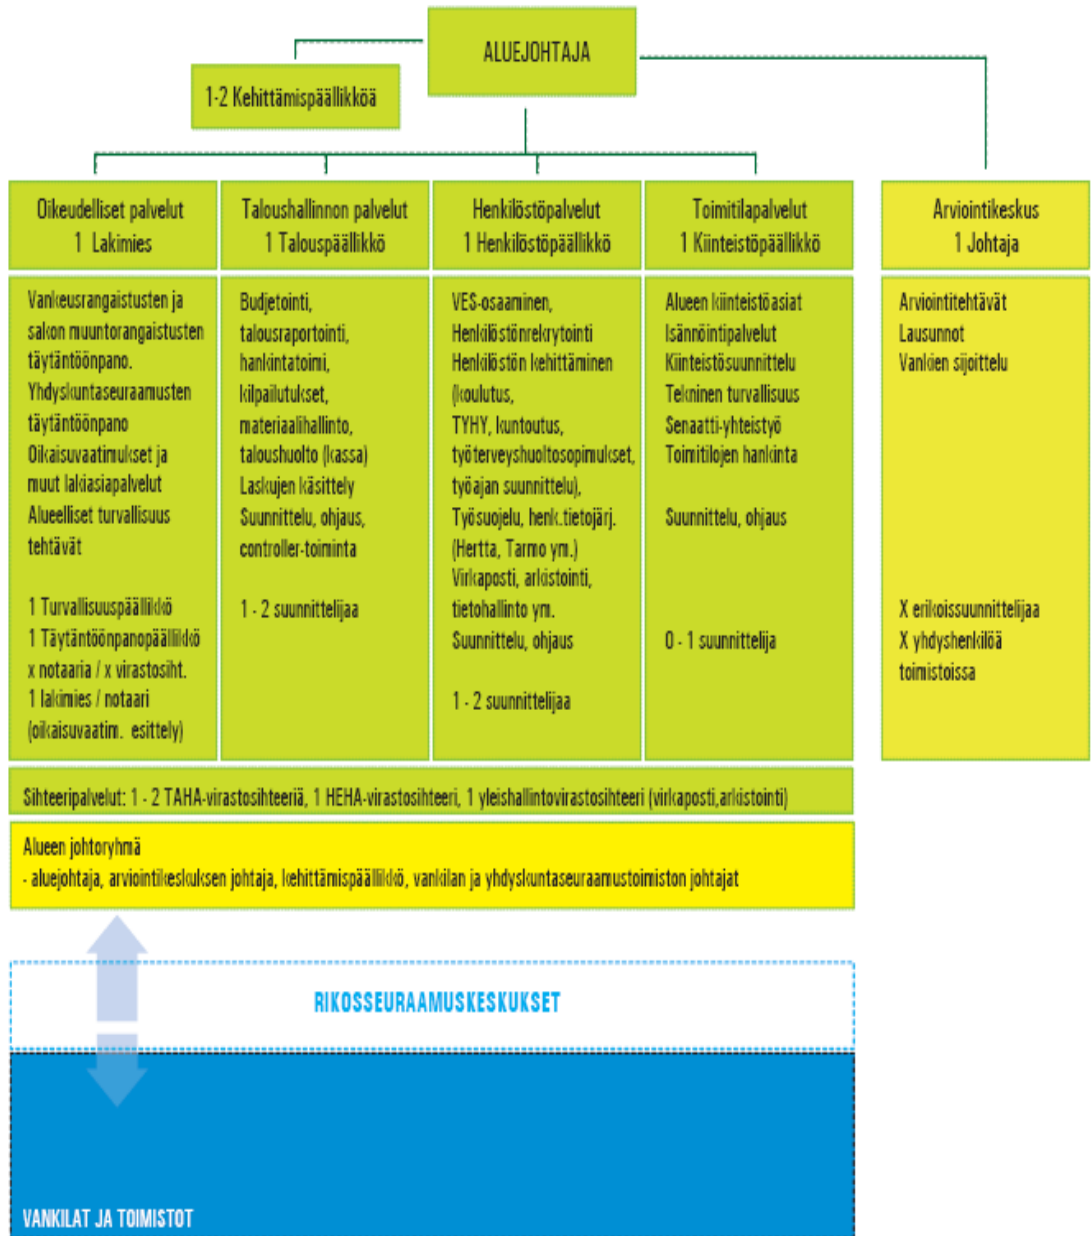 ALUEJOHTAJA
1-2 Kehittämispäällikköä
Oikeudelliset palvelut
1 Lakimies
Vankeusrangaistusten ja
sakon muuntorangaistusten
täytäntöönpano.
Yhdyskuntaseuraamusten
täytäntöönpano
Oikaisuvaatimukset ja
muut lakiasiapalvelut
Alueelliset turvallisuus
tehtävät
1 Turvallisuuspäällikkö
1 Täytäntöönpanopäällikkö
x notaaria / x virastosiht.
1 lakimies / notaari
(oikaisuvaatim. esittely)
Taloushallinnon palvelut
1 Talouspäällikkö
Budjetointi,
talousraportointi,
hankintatoimi,
kilpailutukset,
materiaalihallinto,
taloushuolto (kassa)
Laskujen käsittely
Suunnittelu, ohjaus,
controller-toiminta
1 - 2 suunnittelijaa
Henkilöstöpalvelut
1 Henkilöstöpäällikkö
VES-osaaminen,
Henkilöstönrekrytointi
Henkilöstön kehittäminen
(koulutus,
TYHY, kuntoutus,
työterveyshuoltosopimukset,
työajan suunnittelu),
Työsuojelu, henk.tietojärj.
(Hertta, Tarmo ym.)
Virkaposti, arkistointi,
tietohallinto ym.
Suunnittelu, ohjaus
1 - 2 suunnittelijaa
Toimitilapalvelut
1 Kiinteistöpäällikkö
Alueen kiinteistöasiat
Isännöintipalvelut
Kiinteistösuunnittelu
Tekninen turvallisuus
Senaatti-yhteistyö
Toimitilojen hankinta
Suunnittelu, ohjaus
0 - 1 suunnittelija
Arviointikeskus
1 Johtaja
Arviointitehtävät
Lausunnot
Vankien sijoittelu
X erikoissuunnittelijaa
X yhdyshenkilöä
toimistoissa
Sihteeripalvelut: 1 - 2 TAHA-virastosihteeriä, 1 HEHA-virastosihteeri, 1 yleishallintovirastosihteeri (virkaposti,arkistointi)
Alueen johtoryhmä
- aluejohtaja, arviointikeskuksen johtaja, kehittämispäällikkö, vankilan ja yhdyskuntaseuraamustoimiston johtajat
RIKOSSEURAAMUSKESKUKSET
VANKILAT JA TOIMISTOT